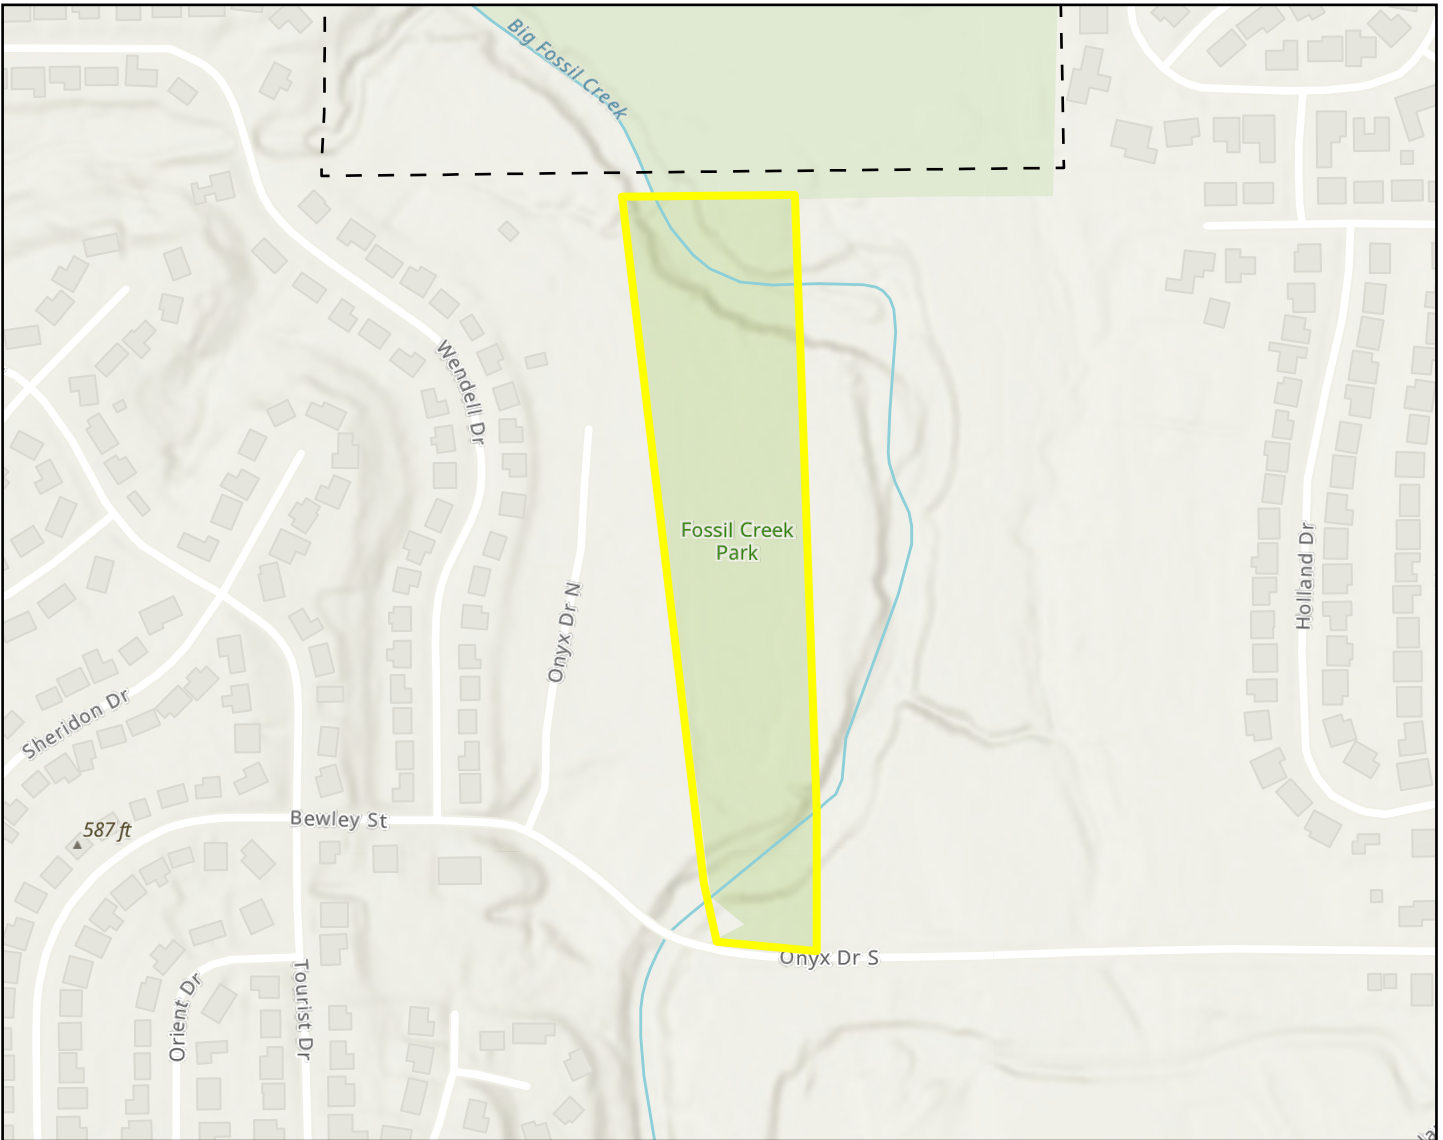 Big Fossil Creek
Wendell Dr
Fossil Creek
Park
Holland Dr
Onyx Dr N
Sheridon Dr
Bewley St
587 ft
Onyx Dr S
Orient Dr
Tourist Dr